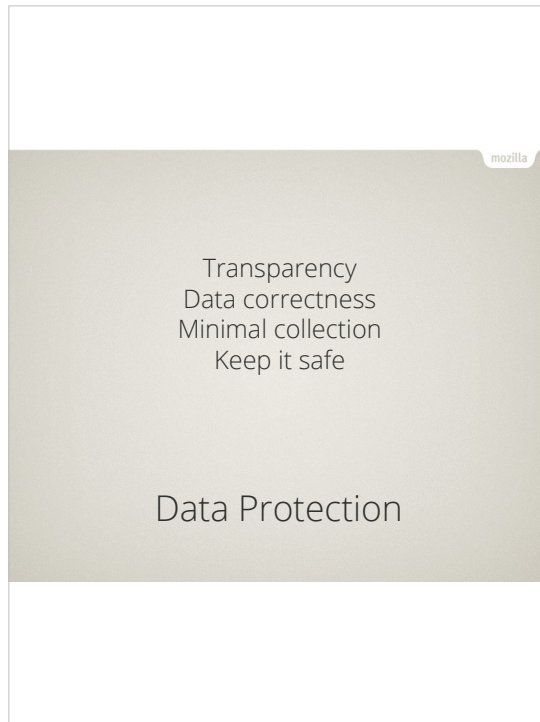 mozilla
Transparency
Data correctness
Minimal collection
Keep it safe
Data Protection